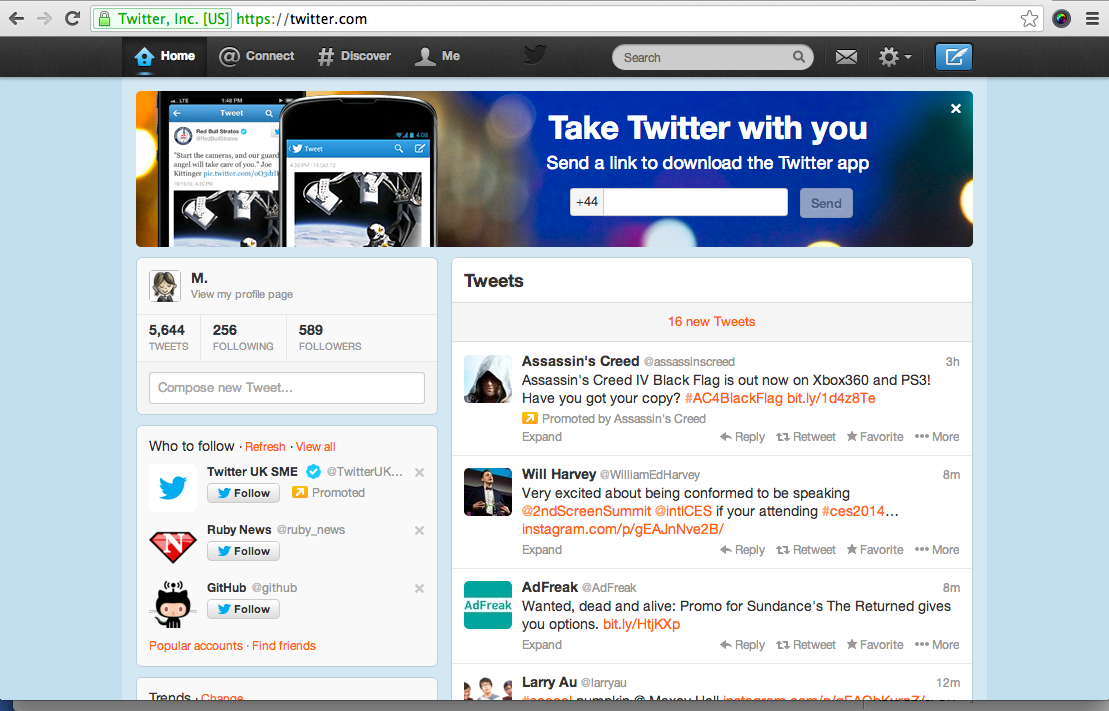 Twitter, Inc. [US] https://twitter.com
Home
Connect
Discover
Me
Search
LTE 1:48 PM
Tweet
Red Bull Stratos
@RedBullStratos
"Start the cameras, and our guard
angel will take care of you." Joe
Kittinger
4:08
Tweet
Take Twitter with you
Send a link to download the Twitter app
+44
Send
M.
View my profile page
5,644
TWEETS
256
FOLLOWING
589
FOLLOWERS
Compose new Tweet...
Who to follow · Refresh · View all
Twitter UK SME @TwitterUK...
Follow Promoted
Ruby News @ruby_news
Follow
GitHub @github
Follow
Popular accounts · Find friends
Trends · Change
Tweets
16 new Tweets
Assassin's Creed @assassinscreed 3h
Assassin's Creed IV Black Flag is out now on Xbox360 and PS3!
Have you got your copy? #AC4BlackFlag bit.ly/1d4z8Te
Promoted by Assassin's Creed
Expand Reply Retweet Favorite More
Will Harvey @WilliamEdHarvey 8m
Very excited about being conformed to be speaking
@2ndScreenSummit @intlCES if your attending #ces2014…
instagram.com/p/gEAJnNve2B/
Expand Reply Retweet Favorite More
AdFreak
AdFreak @AdFreak 8m
Wanted, dead and alive: Promo for Sundance's The Returned gives
you options. bit.ly/HtjKXp
Expand Reply Retweet Favorite More
Larry Au @larryau 12m
pumpkin @